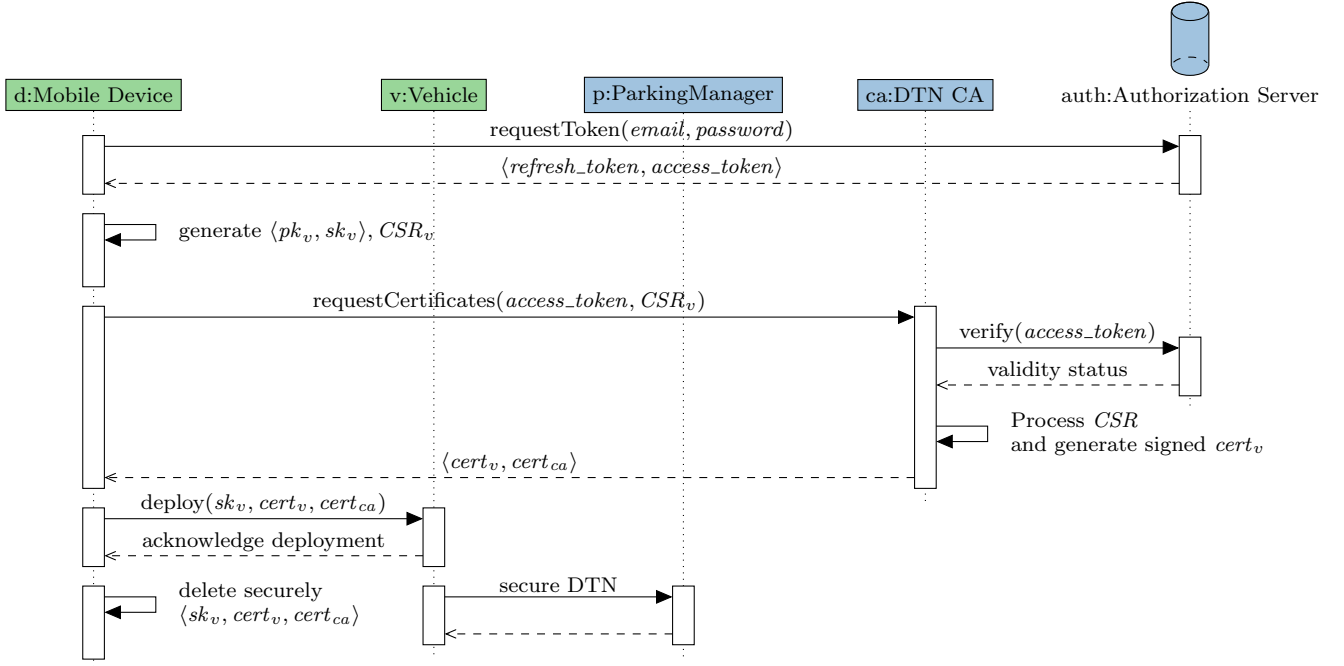 d:Mobile Device
v:Vehicle
p:ParkingManager
ca:DTN CA
auth:Authorization Server
requestToken(email, password)
⟨refresh_token, access_token⟩
generate ⟨pk_v, sk_v⟩, CSR_v
requestCertificates(access_token, CSR_v)
verify(access_token)
validity status
Process CSR
and generate signed cert_v
⟨cert_v, cert_ca⟩
deploy(sk_v, cert_v, cert_ca)
acknowledge deployment
delete securely
⟨sk_v, cert_v, cert_ca⟩
secure DTN